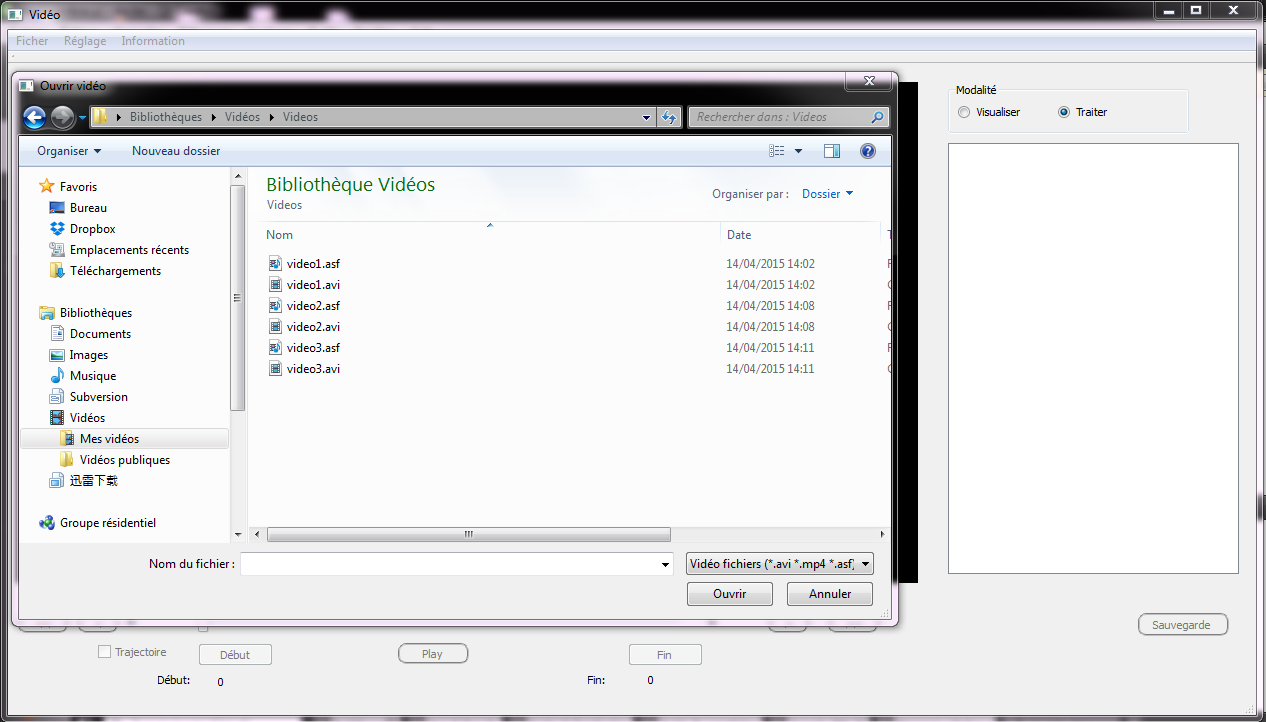 Vidéo
Ficher Réglage Information
Ouvrir vidéo
Bibliothèques Vidéos Videos
Rechercher dans : Videos
Organiser Nouveau dossier
Favoris
Bureau
Dropbox
Emplacements récents
Téléchargements
Bibliothèques
Documents
Images
Musique
Subversion
Vidéos
Mes vidéos
Vidéos publiques
迅雷下载
Groupe résidentiel
Bibliothèque Vidéos
Videos
Organiser par : Dossier
Nom Date
video1.asf 14/04/2015 14:02
video1.avi 14/04/2015 14:02
video2.asf 14/04/2015 14:08
video2.avi 14/04/2015 14:08
video3.asf 14/04/2015 14:11
video3.avi 14/04/2015 14:11
Nom du fichier :
Vidéo fichiers (*.avi *.mp4 *.asf)
Ouvrir Annuler
Modalité
Visualiser Traiter
Sauvegarde
Trajectoire Début Play Fin
Début: 0 Fin: 0